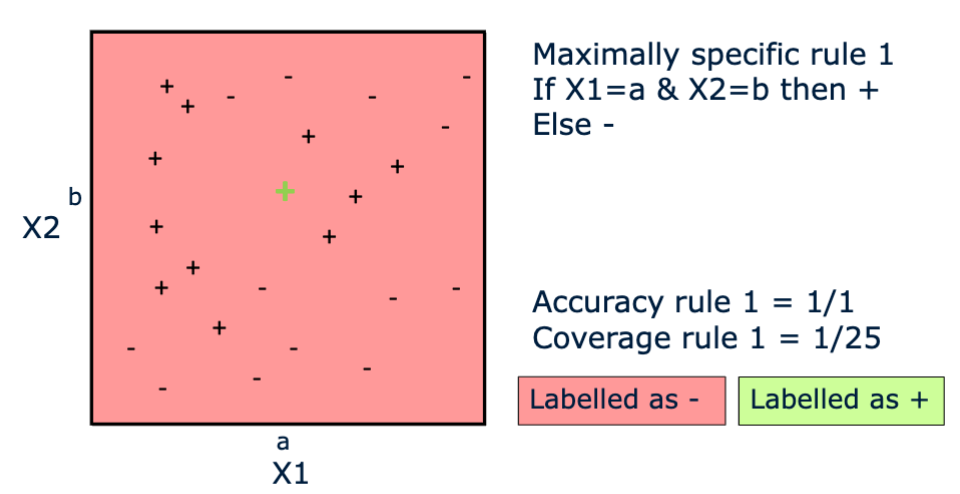 Maximally specific rule 1
If X1=a & X2=b then +
Else -
b
X2
Accuracy rule 1 = 1/1
Coverage rule 1 = 1/25
Labelled as -
Labelled as +
a
X1